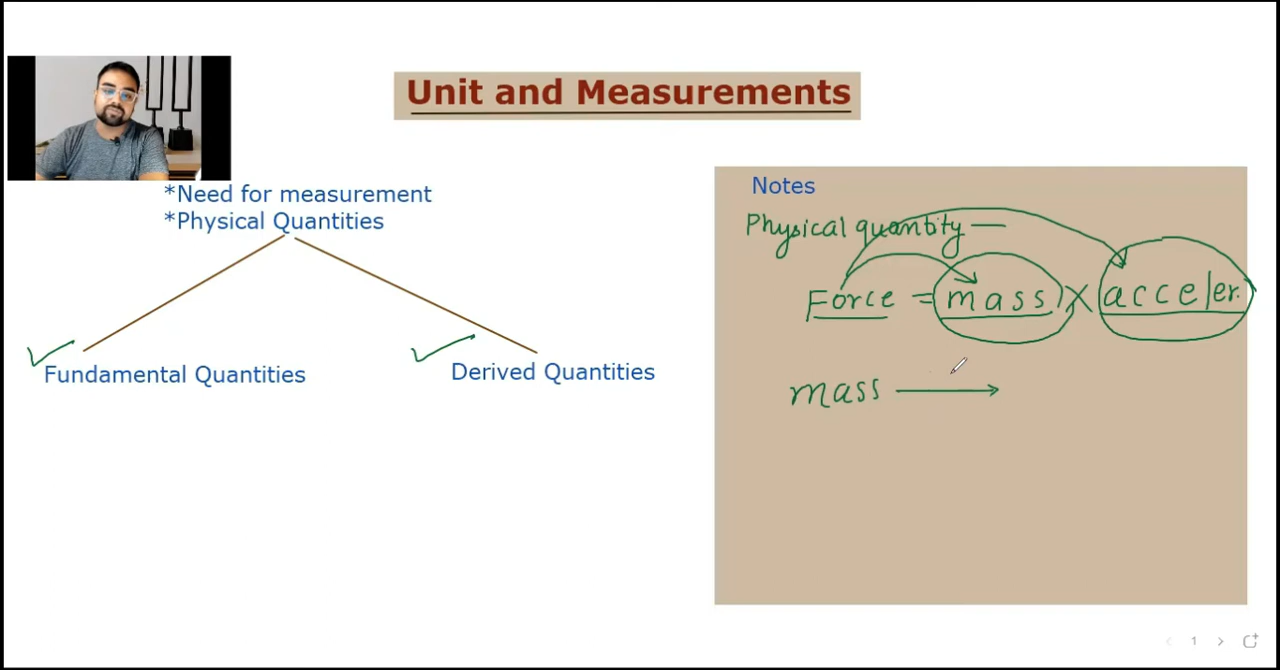 Unit and Measurements
*Need for measurement
*Physical Quantities
Fundamental Quantities
Derived Quantities
Notes
Physical quantity —
Force = mass × acceler.
mass →
1